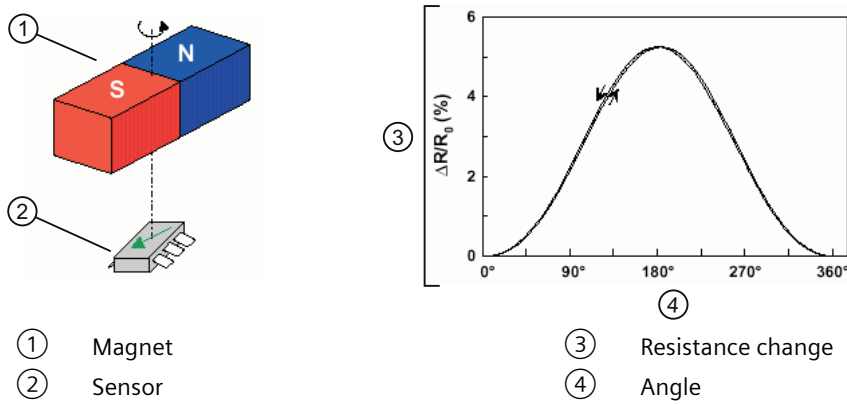 ①
N
S
②
③
ΔR/R₀ (%)
6
4
2
0
0° 90° 180° 270° 360°
④
① Magnet
② Sensor
③ Resistance change
④ Angle